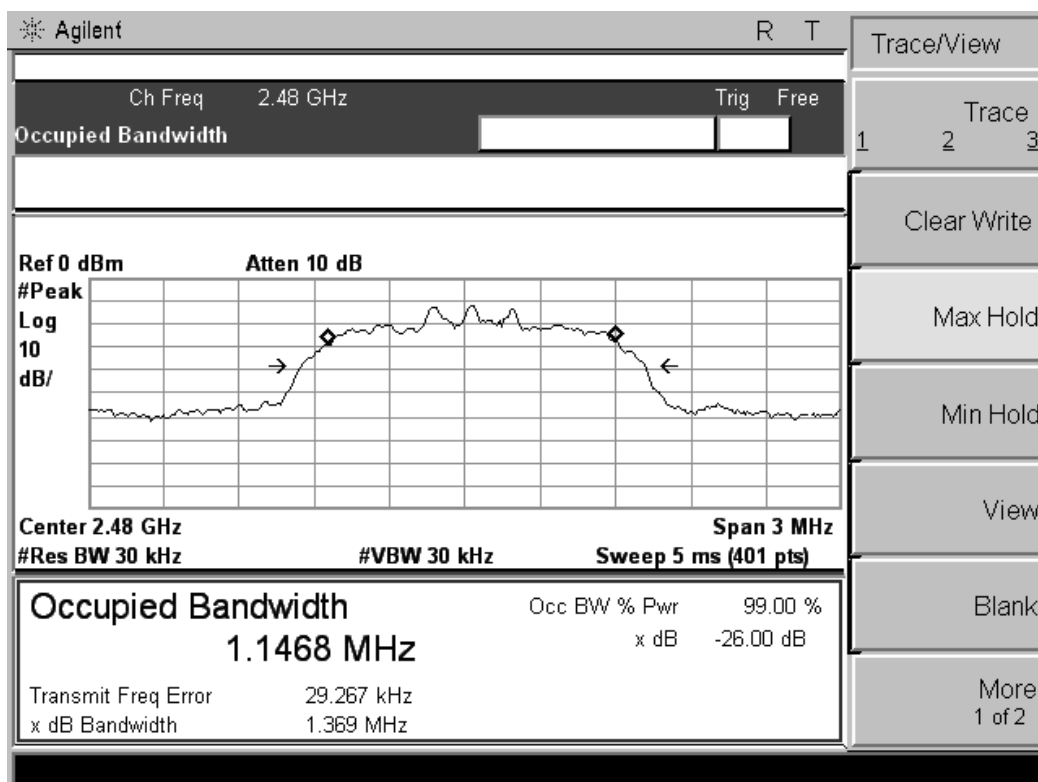 Agilent R T
Trace/View
Ch Freq 2.48 GHz Trig Free
Occupied Bandwidth
Trace
1 2 3
Clear Write
Ref 0 dBm Atten 10 dB
#Peak
Log
10
dB/
Max Hold
Min Hold
View
Center 2.48 GHz Span 3 MHz
#Res BW 30 kHz #VBW 30 kHz Sweep 5 ms (401 pts)
Occupied Bandwidth
1.1468 MHz
Occ BW % Pwr 99.00 %
x dB -26.00 dB
Transmit Freq Error 29.267 kHz
x dB Bandwidth 1.369 MHz
Blank
More
1 of 2